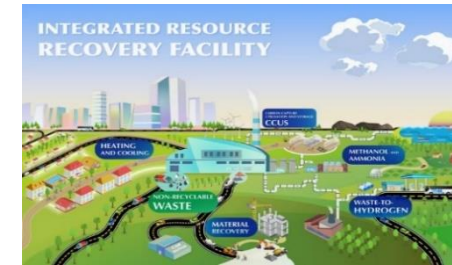 INTEGRATED RESOURCE
RECOVERY FACILITY
CCUS
HEATING
AND COOLING
METHANOL AND
AMMONIA
NON-RECYCLABLE
WASTE
WASTE-TO-
HYDROGEN
MATERIAL
RECOVERY